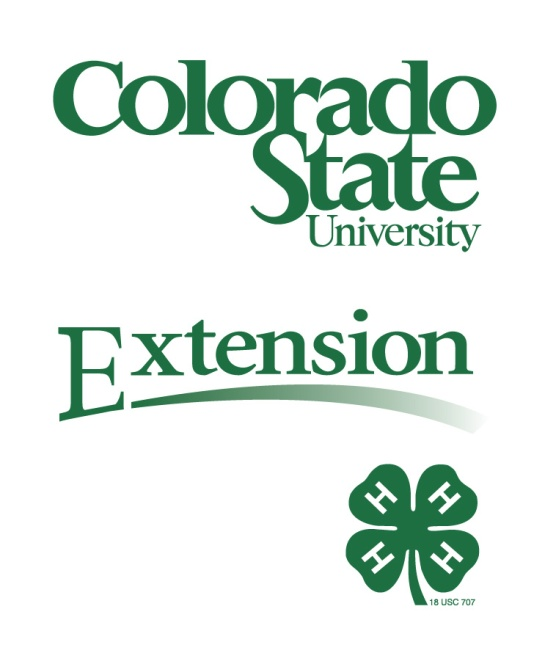 Colorado
State
University
Extension
H H
H H
18 USC 707